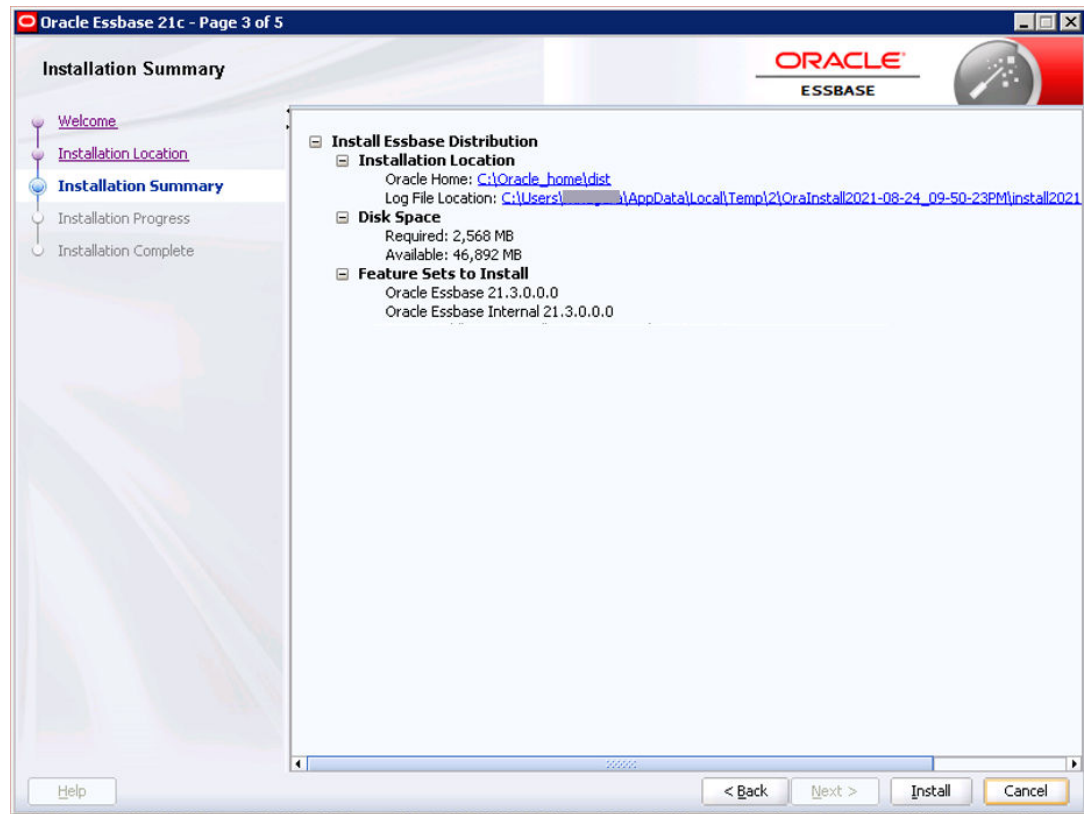 Oracle Essbase 21c - Page 3 of 5
Installation Summary
ORACLE
ESSBASE
Welcome
Installation Location
Installation Summary
Installation Progress
Installation Complete
Install Essbase Distribution
Installation Location
Oracle Home: C:\Oracle_home\dist
Log File Location: C:\Users\ \AppData\Local\Temp\2\OraInstall2021-08-24_09-50-23PM\install2021
Disk Space
Required: 2,568 MB
Available: 46,892 MB
Feature Sets to Install
Oracle Essbase 21.3.0.0.0
Oracle Essbase Internal 21.3.0.0.0
Help
< Back
Next >
Install
Cancel